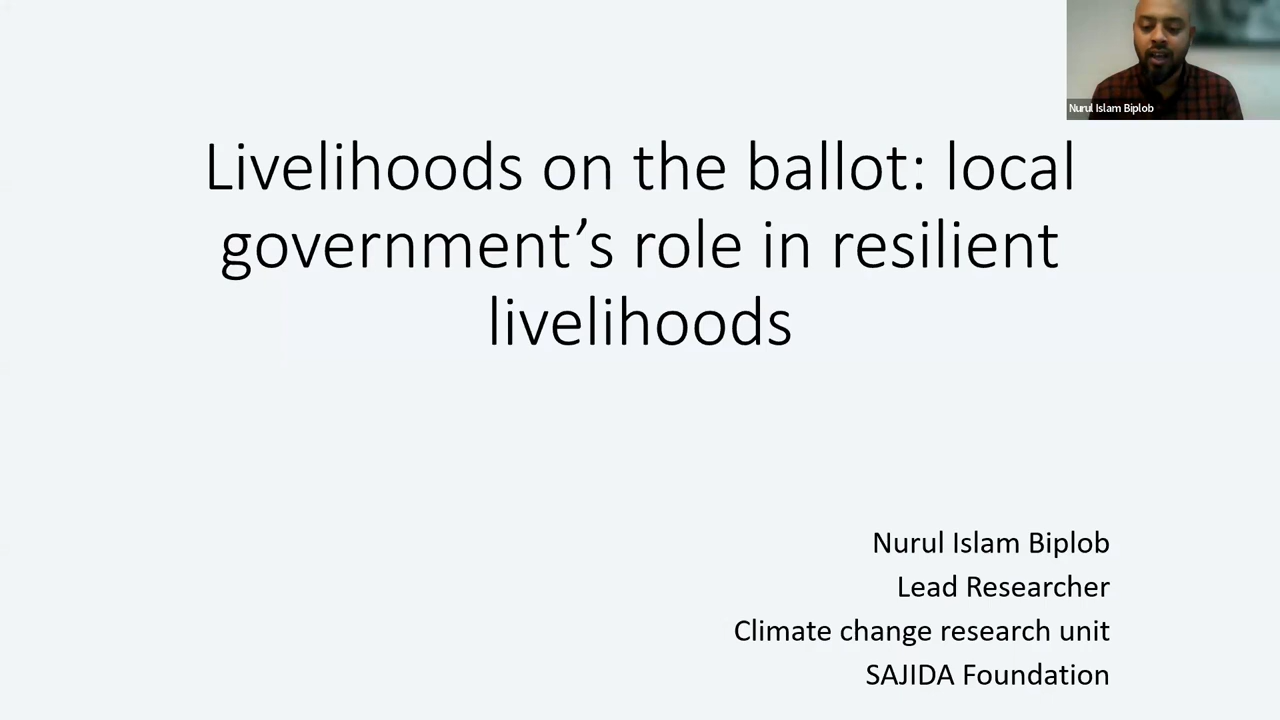 Nurul Islam Biplob
Livelihoods on the ballot: local
government’s role in resilient
livelihoods
Nurul Islam Biplob
Lead Researcher
Climate change research unit
SAJIDA Foundation